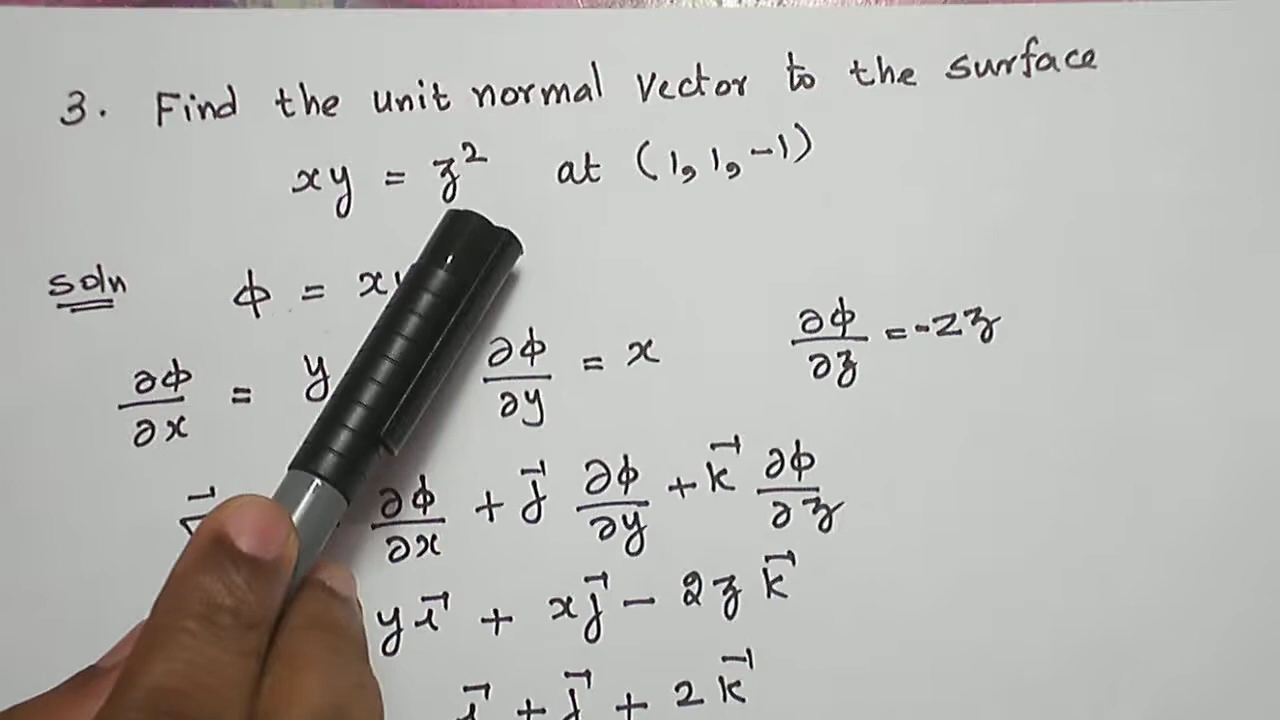 3. Find the unit normal vector to the surface
xy = z² at (1, 1, -1)
soln ϕ = x
∂ϕ/∂x = y ∂ϕ/∂y = x ∂ϕ/∂z = -2z
∂ϕ/∂x + j⃗ ∂ϕ/∂y + k⃗ ∂ϕ/∂z
y i⃗ + x j⃗ - 2z k⃗
i⃗ + j⃗ + 2 k⃗